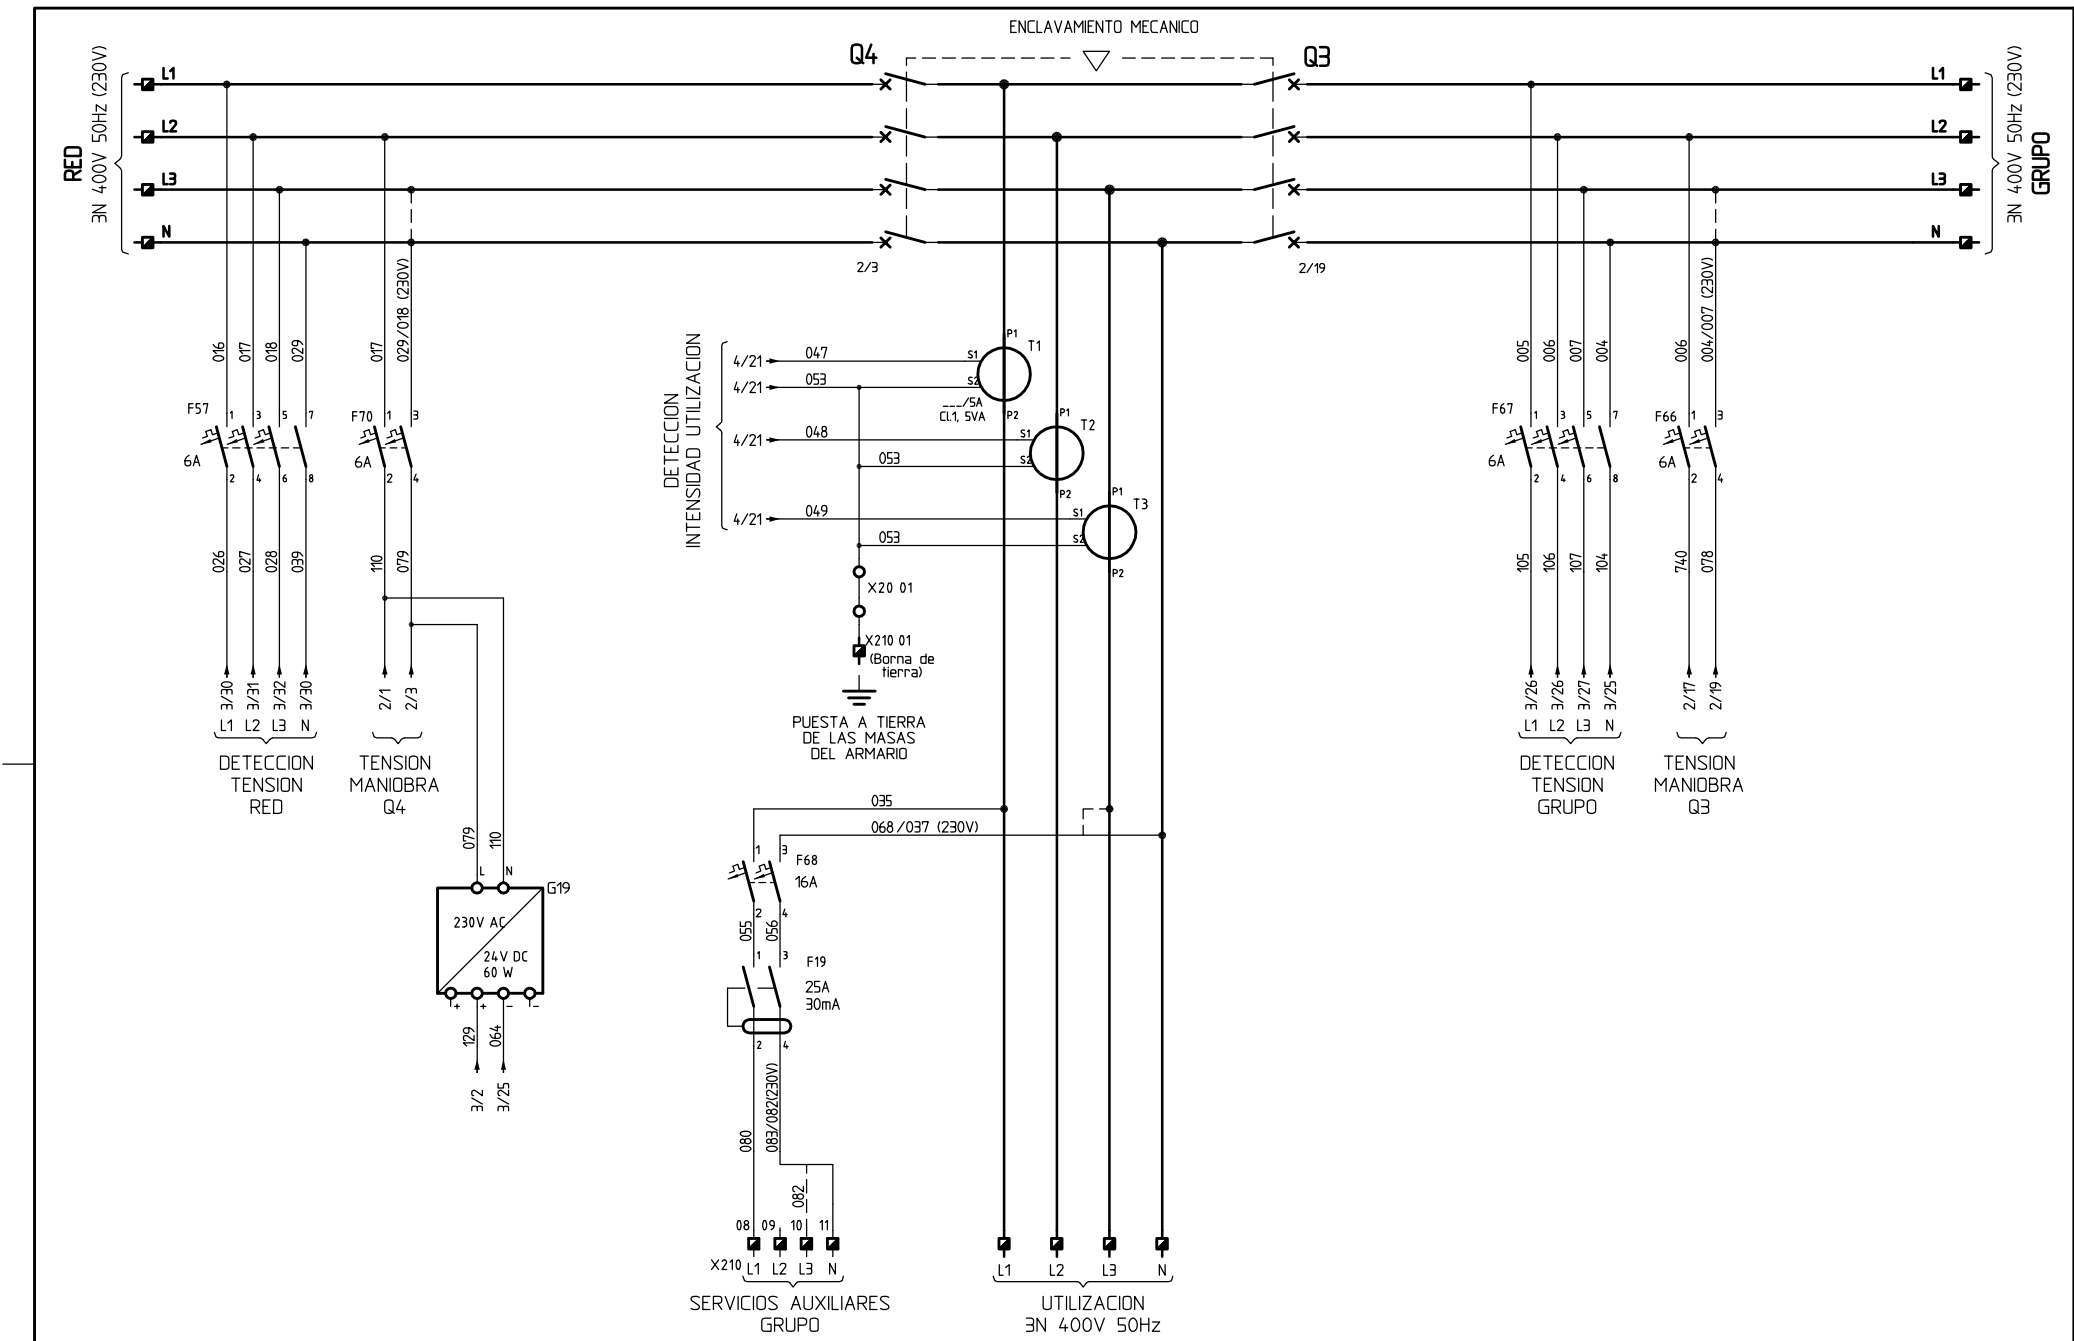 ENCLAVAMIENTO MECANICO
Q4
Q3
RED
3N 400V 50Hz (230V)
L1
L2
L3
N
L1
L2
L3
N
3N 400V 50Hz (230V)
GRUPO
2/3
2/19
016
017
018
029
017
029/018 (230V)
F57
6A
1
3
5
7
2
4
6
8
F70
6A
1
3
2
4
026
027
028
039
110
079
3/30
3/31
3/32
3/30
2/1
2/3
L1 L2 L3 N
DETECCION
TENSION
RED
TENSION
MANIOBRA
Q4
079
110
L
N
G19
230V AC
24V DC
60 W
+
+
-
-
129
064
3/2
3/25
DETECCION
INTENSIDAD UTILIZACION
4/21
047
4/21
053
4/21
048
053
4/21
049
053
S1
S2
P1
T1
P2
___/5A
Cl.1, 5VA
S1
S2
P1
T2
P2
S1
S2
P1
T3
P2
X20 01
X210 01
(Borna de
tierra)
PUESTA A TIERRA
DE LAS MASAS
DEL ARMARIO
035
068/037 (230V)
1
3
F68
16A
2
4
055
056
1
3
F19
25A
30mA
2
4
080
083/082(230V)
082
08
09
10
11
X210
L1 L2 L3 N
SERVICIOS AUXILIARES
GRUPO
L1
L2
L3
N
UTILIZACION
3N 400V 50Hz
005
006
007
004
006
004/007 (230V)
F67
6A
1
3
5
7
2
4
6
8
F66
6A
1
3
2
4
105
106
107
104
740
078
3/26
3/26
3/27
3/25
2/17
2/19
L1 L2 L3 N
DETECCION
TENSION
GRUPO
TENSION
MANIOBRA
Q3